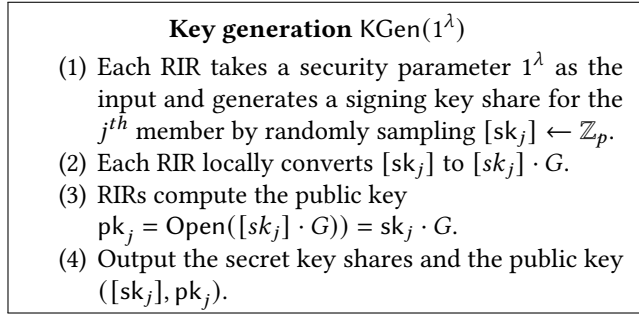 Key generation KGen(1^λ)
(1) Each RIR takes a security parameter 1^λ as the
input and generates a signing key share for the
j^th member by randomly sampling [sk_j] ← ℤ_p.
(2) Each RIR locally converts [sk_j] to [sk_j] · G.
(3) RIRs compute the public key
pk_j = Open([sk_j] · G)) = sk_j · G.
(4) Output the secret key shares and the public key
([sk_j], pk_j).